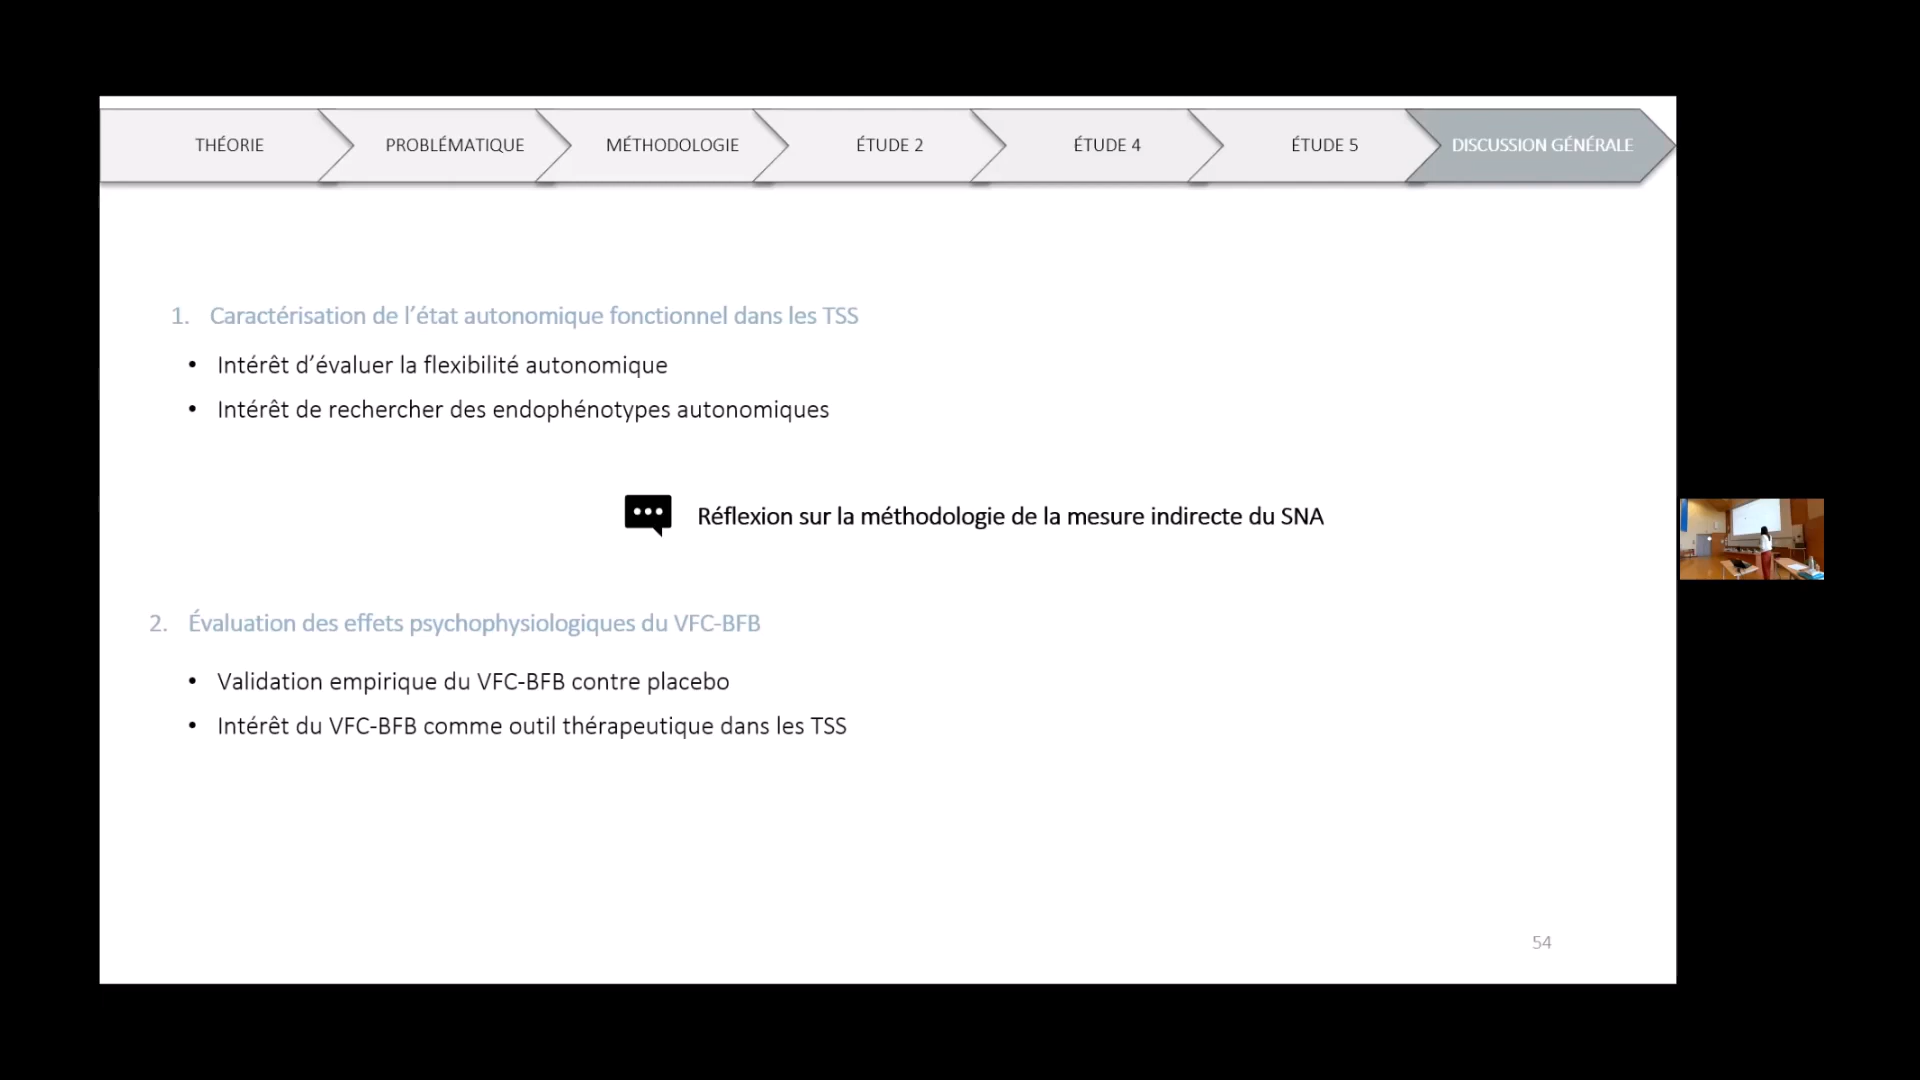 THÉORIE
PROBLÉMATIQUE
MÉTHODOLOGIE
ÉTUDE 2
ÉTUDE 4
ÉTUDE 5
DISCUSSION GÉNÉRALE
1. Caractérisation de l’état autonomique fonctionnel dans les TSS
• Intérêt d’évaluer la flexibilité autonomique
• Intérêt de rechercher des endophénotypes autonomiques
Réflexion sur la méthodologie de la mesure indirecte du SNA
2. Évaluation des effets psychophysiologiques du VFC-BFB
• Validation empirique du VFC-BFB contre placebo
• Intérêt du VFC-BFB comme outil thérapeutique dans les TSS
54